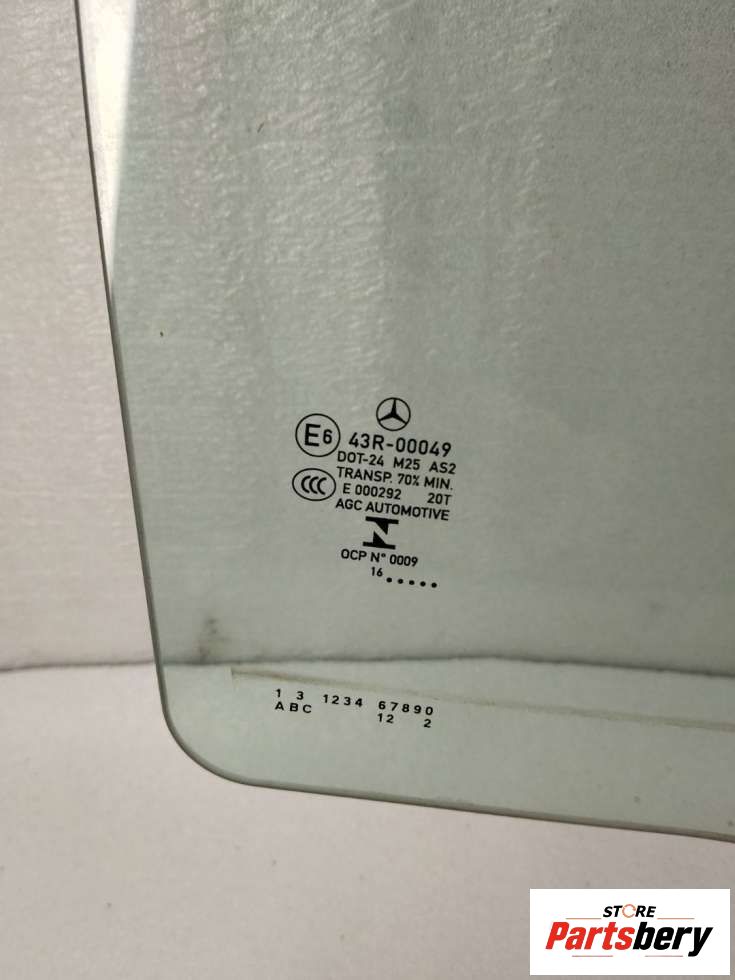 E6 43R-00049
DOT-24 M25 AS2
TRANSP. 70% MIN.
CCC
E 000292 20T
AGC AUTOMOTIVE
N
OCP N° 0009
16 .....
1 3 1234 67890
ABC 12 2
STORE
Partsbery